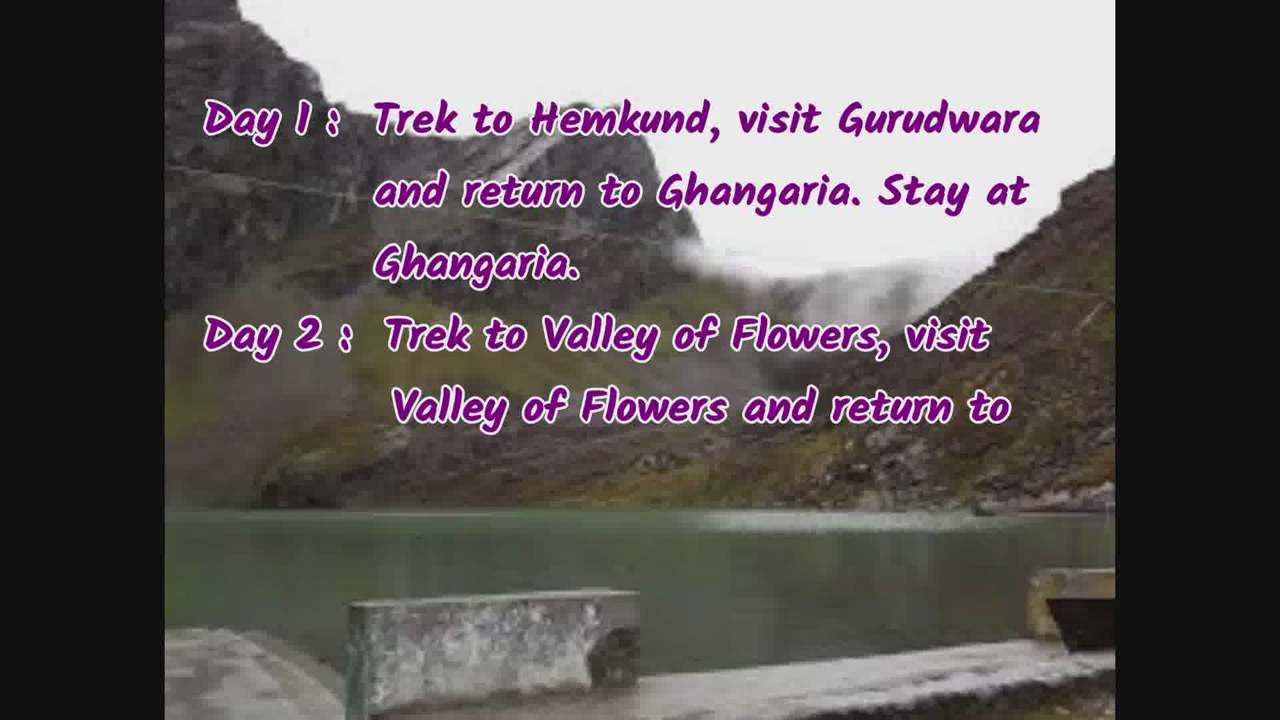 Day 1 : Trek to Hemkund, visit Gurudwara
and return to Ghangaria. Stay at
Ghangaria.
Day 2 : Trek to Valley of Flowers, visit
Valley of Flowers and return to